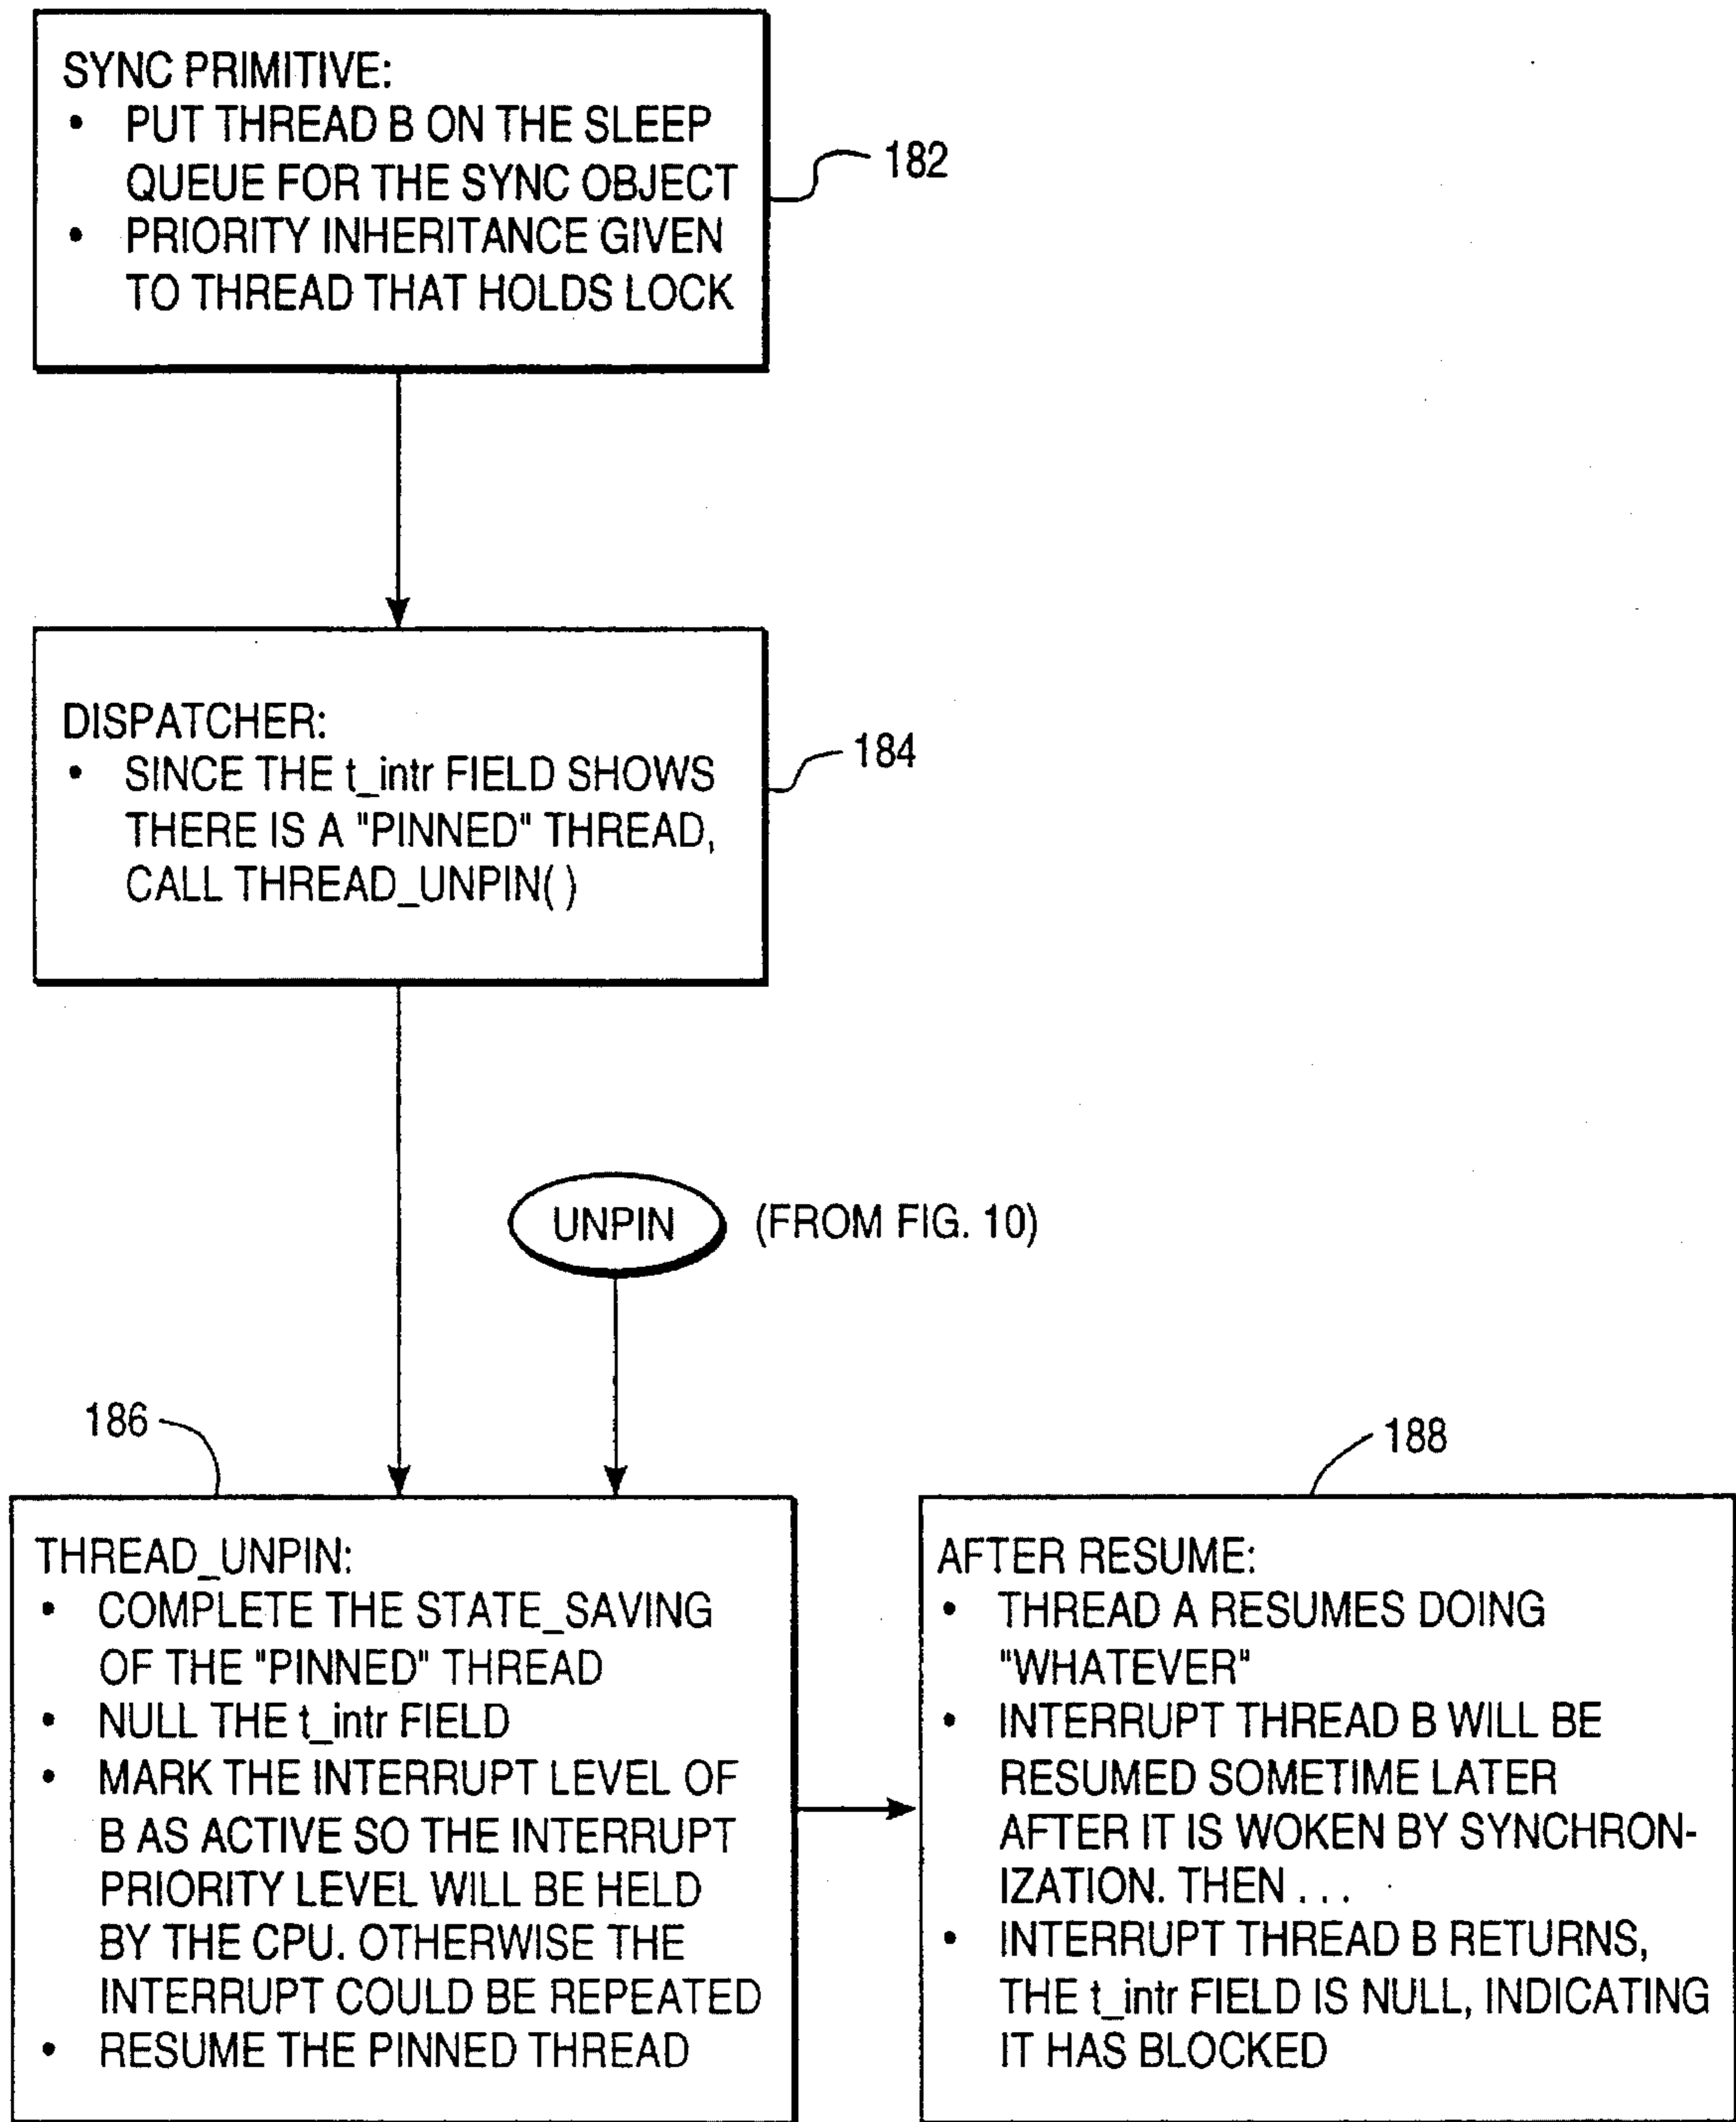 SYNC PRIMITIVE:
• PUT THREAD B ON THE SLEEP
QUEUE FOR THE SYNC OBJECT
• PRIORITY INHERITANCE GIVEN
TO THREAD THAT HOLDS LOCK
182
DISPATCHER:
• SINCE THE t_intr FIELD SHOWS
THERE IS A "PINNED" THREAD,
CALL THREAD_UNPIN( )
184
UNPIN
(FROM FIG. 10)
186
THREAD_UNPIN:
• COMPLETE THE STATE_SAVING
OF THE "PINNED" THREAD
• NULL THE t_intr FIELD
• MARK THE INTERRUPT LEVEL OF
B AS ACTIVE SO THE INTERRUPT
PRIORITY LEVEL WILL BE HELD
BY THE CPU. OTHERWISE THE
INTERRUPT COULD BE REPEATED
• RESUME THE PINNED THREAD
188
AFTER RESUME:
• THREAD A RESUMES DOING
"WHATEVER"
• INTERRUPT THREAD B WILL BE
RESUMED SOMETIME LATER
AFTER IT IS WOKEN BY SYNCHRON-
IZATION. THEN . . .
• INTERRUPT THREAD B RETURNS,
THE t_intr FIELD IS NULL, INDICATING
IT HAS BLOCKED